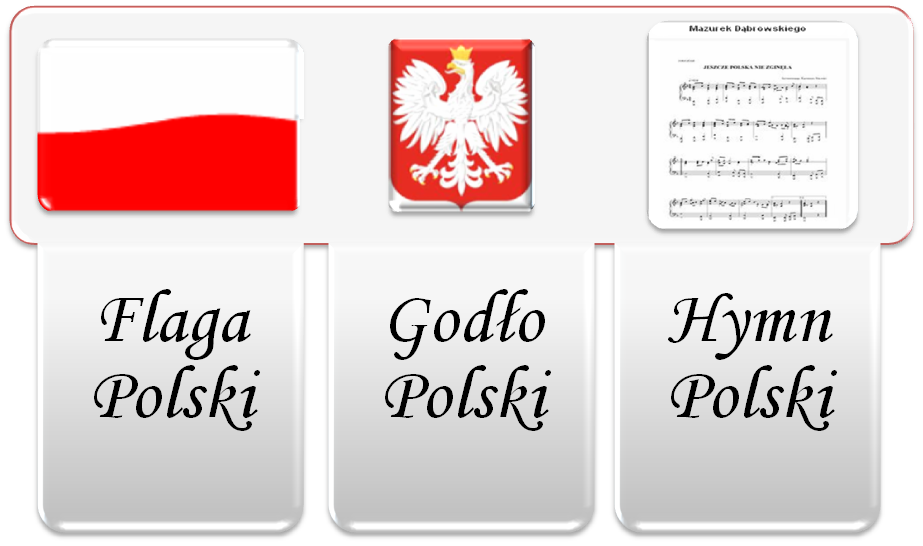 Mazurek Dąbrowskiego
JESZCZE POLSKA NIE ZGINĘŁA
Flaga
Polski
Godło
Polski
Hymn
Polski